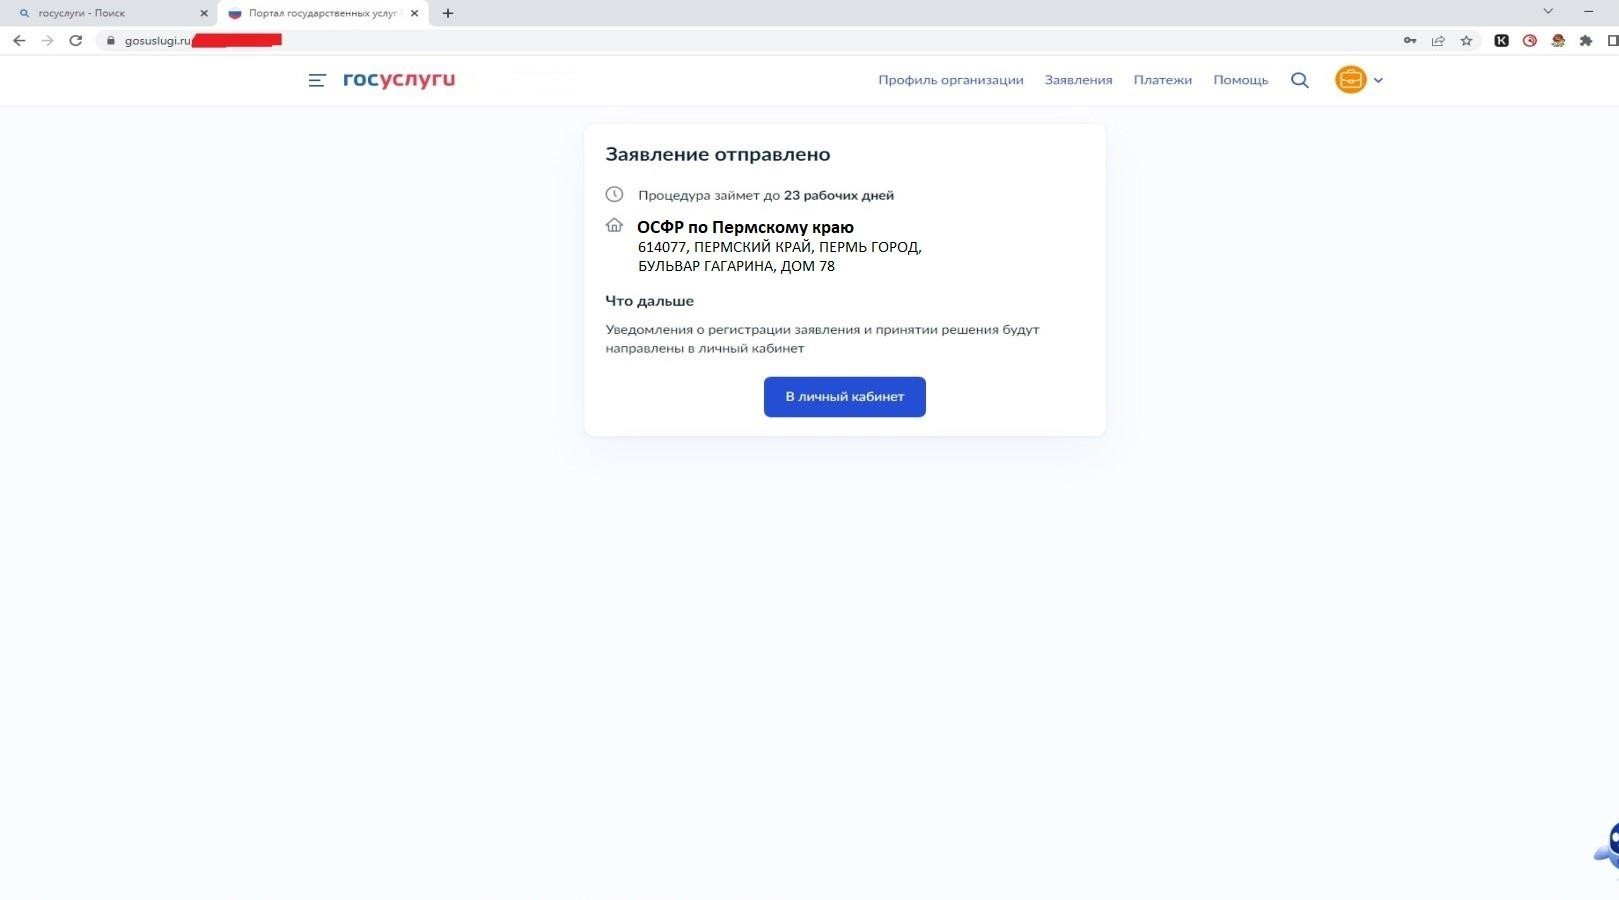 госуслуги - Поиск
Портал государственных услуг
gosuslugi.ru
госуслуги
Профиль организации Заявления Платежи Помощь
Заявление отправлено
Процедура займет до 23 рабочих дней
ОСФР по Пермскому краю
614077, ПЕРМСКИЙ КРАЙ, ПЕРМЬ ГОРОД,
БУЛЬВАР ГАГАРИНА, ДОМ 78
Что дальше
Уведомления о регистрации заявления и принятии решения будут
направлены в личный кабинет
В личный кабинет